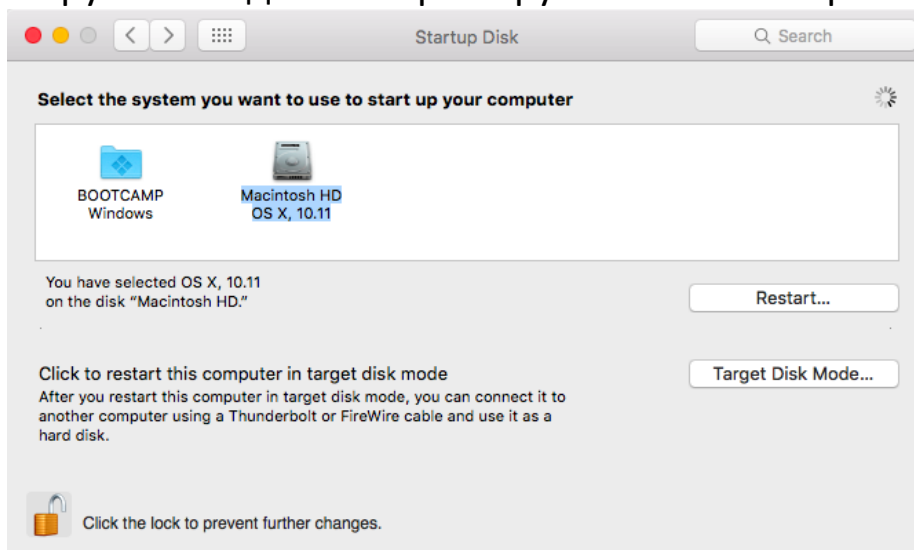 Startup Disk
Search
Select the system you want to use to start up your computer
BOOTCAMP
Windows
Macintosh HD
OS X, 10.11
You have selected OS X, 10.11
on the disk “Macintosh HD.”
Restart...
Click to restart this computer in target disk mode
Target Disk Mode...
After you restart this computer in target disk mode, you can connect it to
another computer using a Thunderbolt or FireWire cable and use it as a
hard disk.
Click the lock to prevent further changes.